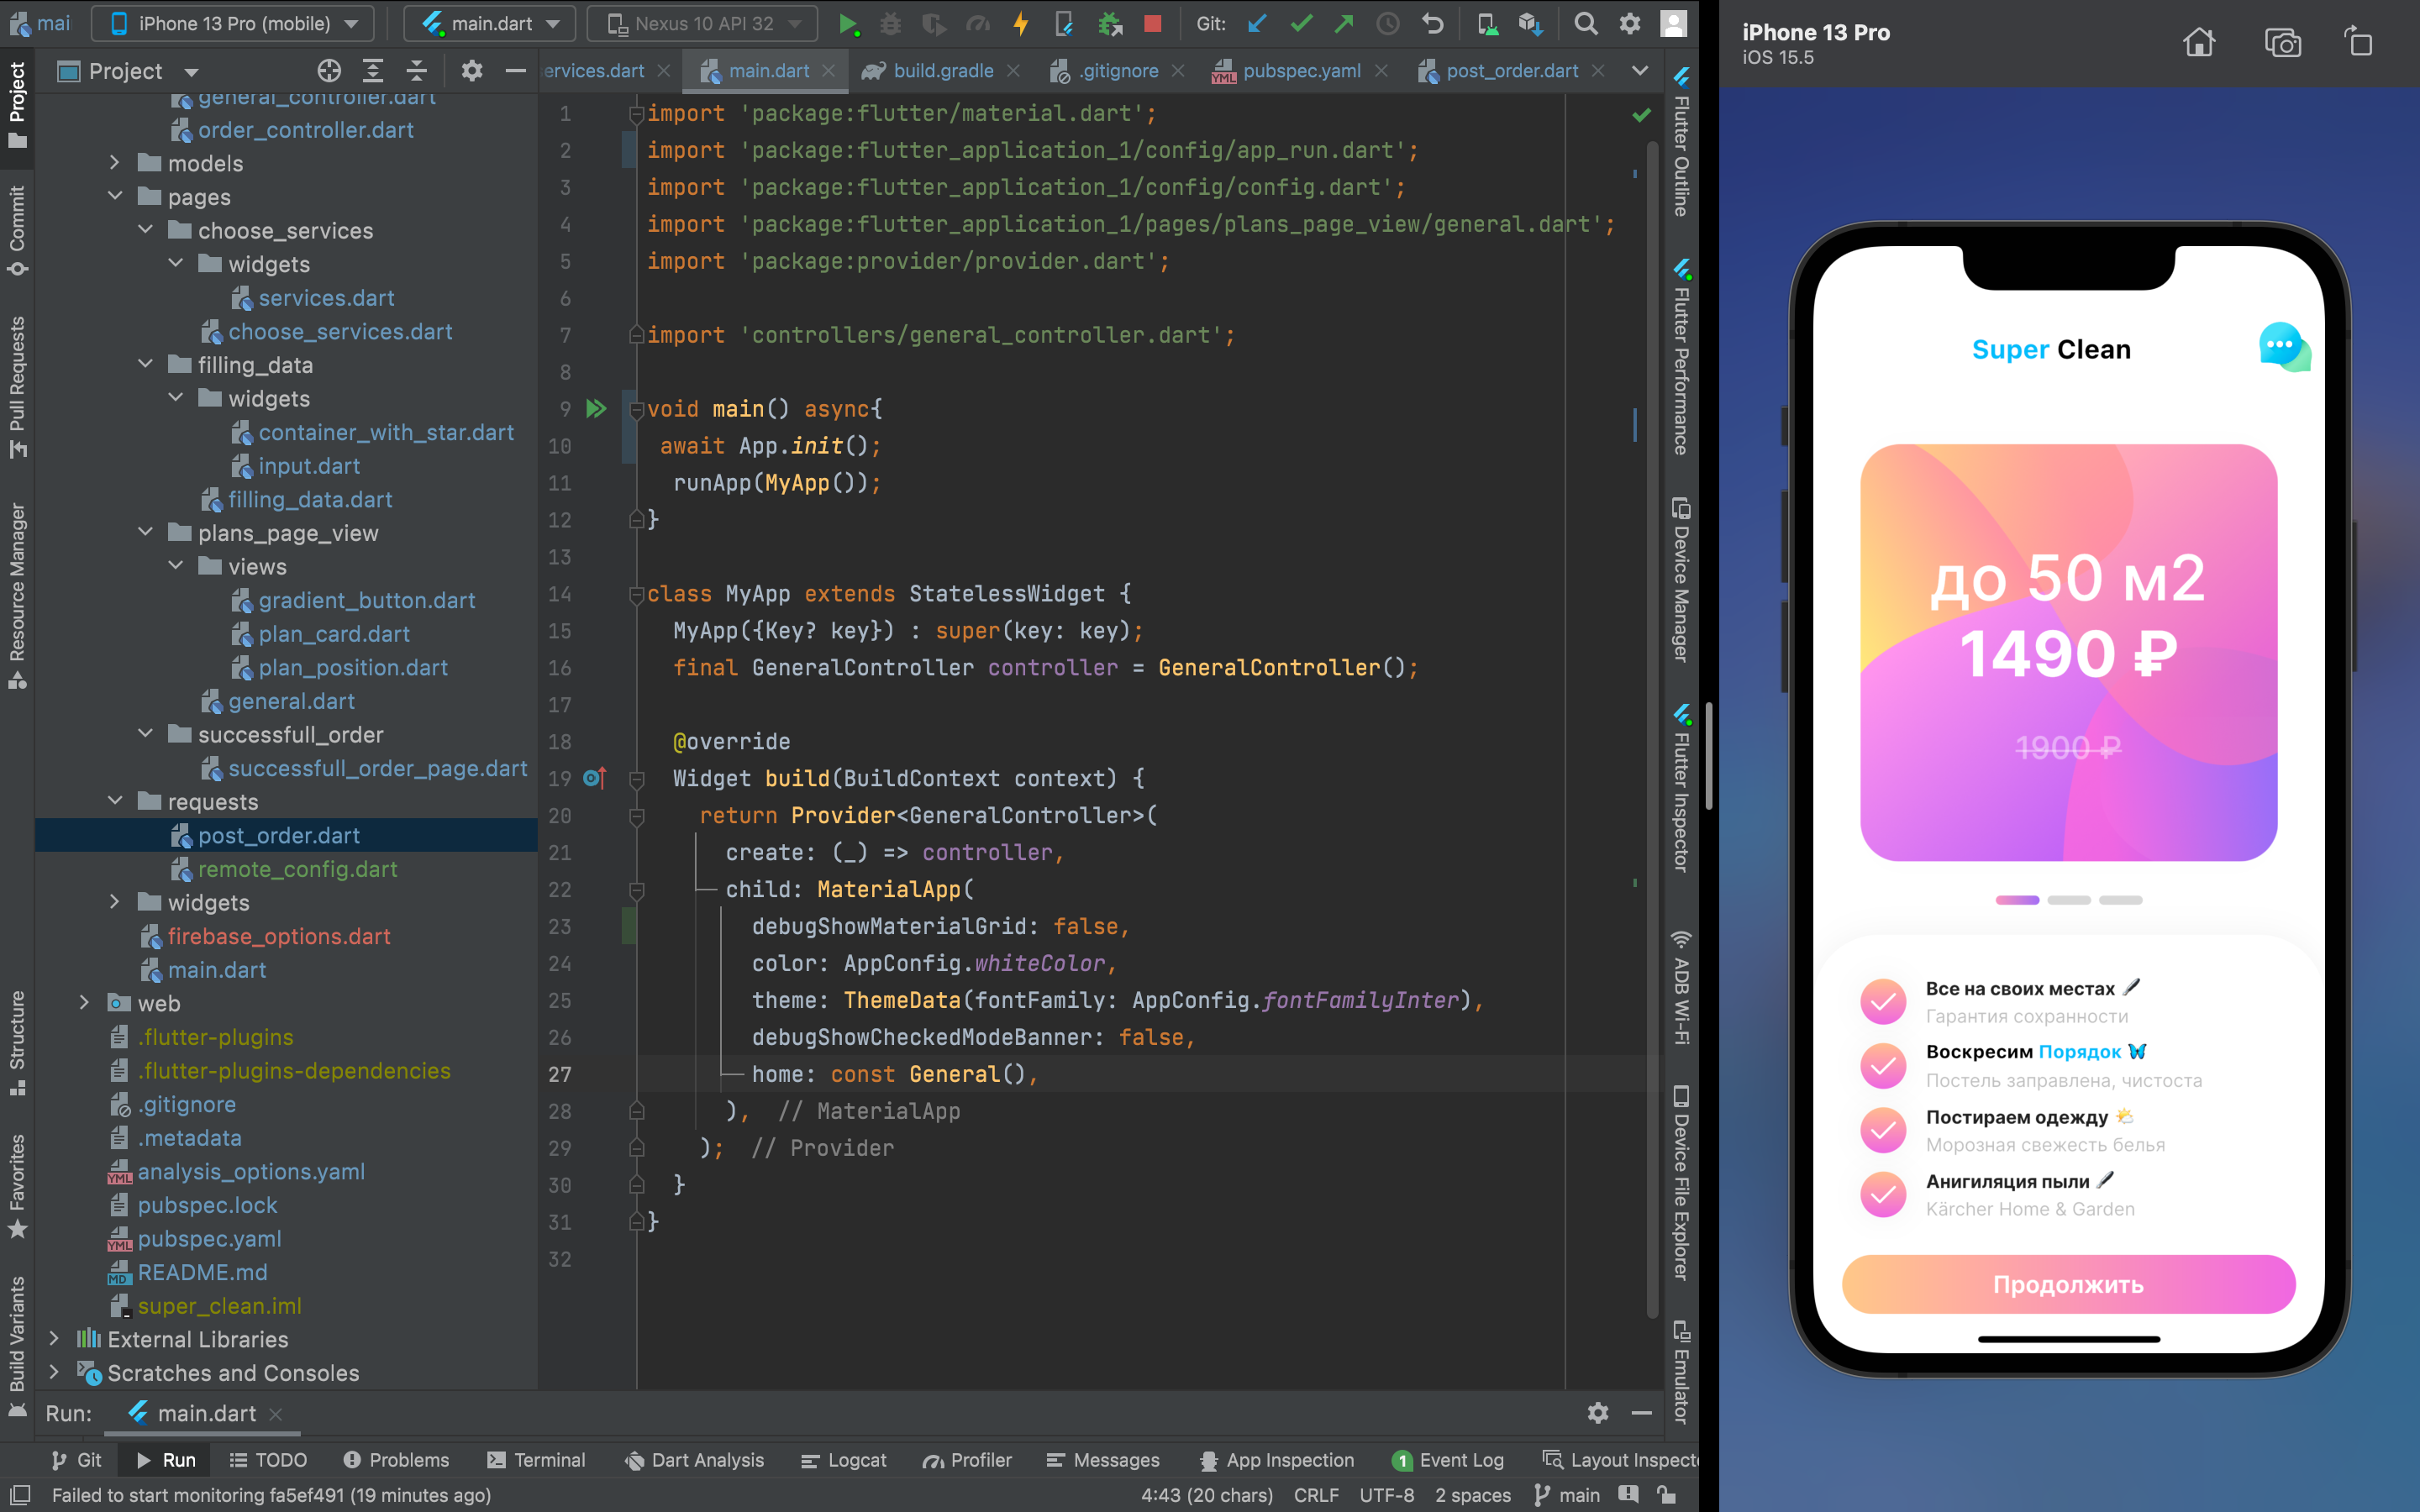 mai
iPhone 13 Pro (mobile)
main.dart
Nexus 10 API 32
Git:
Project
ervices.dart
main.dart
build.gradle
.gitignore
pubspec.yaml
post_order.dart
Project
Commit
Pull Requests
Resource Manager
Structure
Favorites
Build Variants
general_controller.dart
order_controller.dart
models
pages
choose_services
widgets
services.dart
choose_services.dart
filling_data
widgets
container_with_star.dart
input.dart
filling_data.dart
plans_page_view
views
gradient_button.dart
plan_card.dart
plan_position.dart
general.dart
successfull_order
successfull_order_page.dart
requests
post_order.dart
remote_config.dart
widgets
firebase_options.dart
main.dart
web
.flutter-plugins
.flutter-plugins-dependencies
.gitignore
.metadata
YML analysis_options.yaml
pubspec.lock
YML pubspec.yaml
MD README.md
super_clean.iml
External Libraries
Scratches and Consoles
1 import 'package:flutter/material.dart';
2 import 'package:flutter_application_1/config/app_run.dart';
3 import 'package:flutter_application_1/config/config.dart';
4 import 'package:flutter_application_1/pages/plans_page_view/general.dart';
5 import 'package:provider/provider.dart';
6
7 import 'controllers/general_controller.dart';
8
9 void main() async{
10 await App.init();
11 runApp(MyApp());
12 }
13
14 class MyApp extends StatelessWidget {
15 MyApp({Key? key}) : super(key: key);
16 final GeneralController controller = GeneralController();
17
18 @override
19 Widget build(BuildContext context) {
20 return Provider<GeneralController>(
21 create: (_) => controller,
22 child: MaterialApp(
23 debugShowMaterialGrid: false,
24 color: AppConfig.whiteColor,
25 theme: ThemeData(fontFamily: AppConfig.fontFamilyInter),
26 debugShowCheckedModeBanner: false,
27 home: const General(),
28 ), // MaterialApp
29 ); // Provider
30 }
31 }
32
Flutter Outline
Flutter Performance
Device Manager
Flutter Inspector
ADB Wi-Fi
Device File Explorer
Emulator
Run:
main.dart
Git
Run
TODO
Problems
Terminal
Dart Analysis
Logcat
Profiler
Messages
App Inspection
1 Event Log
Layout Inspect
Failed to start monitoring fa5ef491 (19 minutes ago)
4:43 (20 chars)
CRLF
UTF-8
2 spaces
main
iPhone 13 Pro
iOS 15.5
Super Clean
до 50 м2
1490 ₽
1900 ₽
Все на своих местах
Гарантия сохранности
Воскресим Порядок
Постель заправлена, чистоста
Постираем одежду
Морозная свежесть белья
Анигиляция пыли
Kärcher Home & Garden
Продолжить